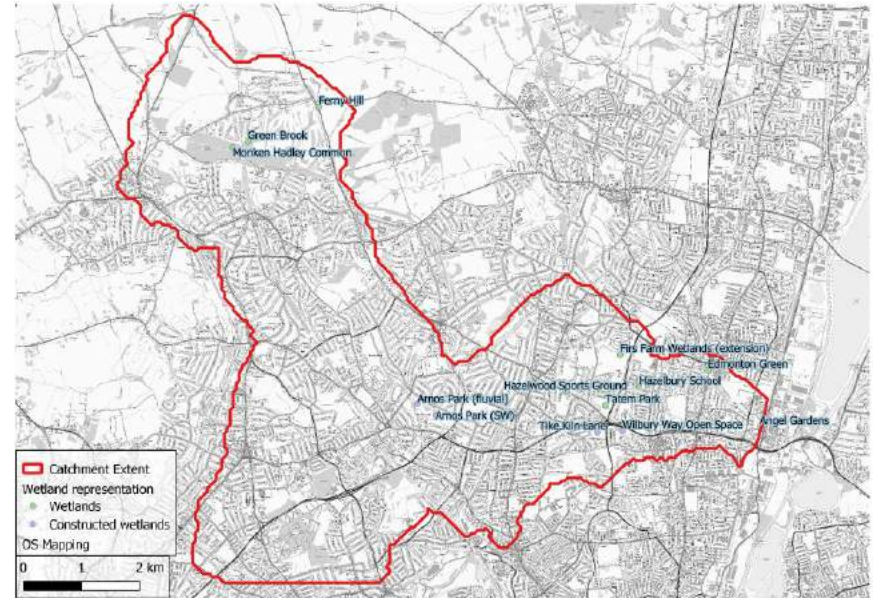 Ferny Hill
Green Brook
Monken Hadley Common
Firs Farm Wetlands (extension)
Edmonton Green
Hazelbury School
Hazelwood Sports Ground
Tatem Park
Arnos Park (fluvial)
Arnos Park (SW)
Tike Kiln Lane
Wilbury Way Open Space
Angel Gardens
Catchment Extent
Wetland representation
Wetlands
Constructed wetlands
OS Mapping
0 1 2 km